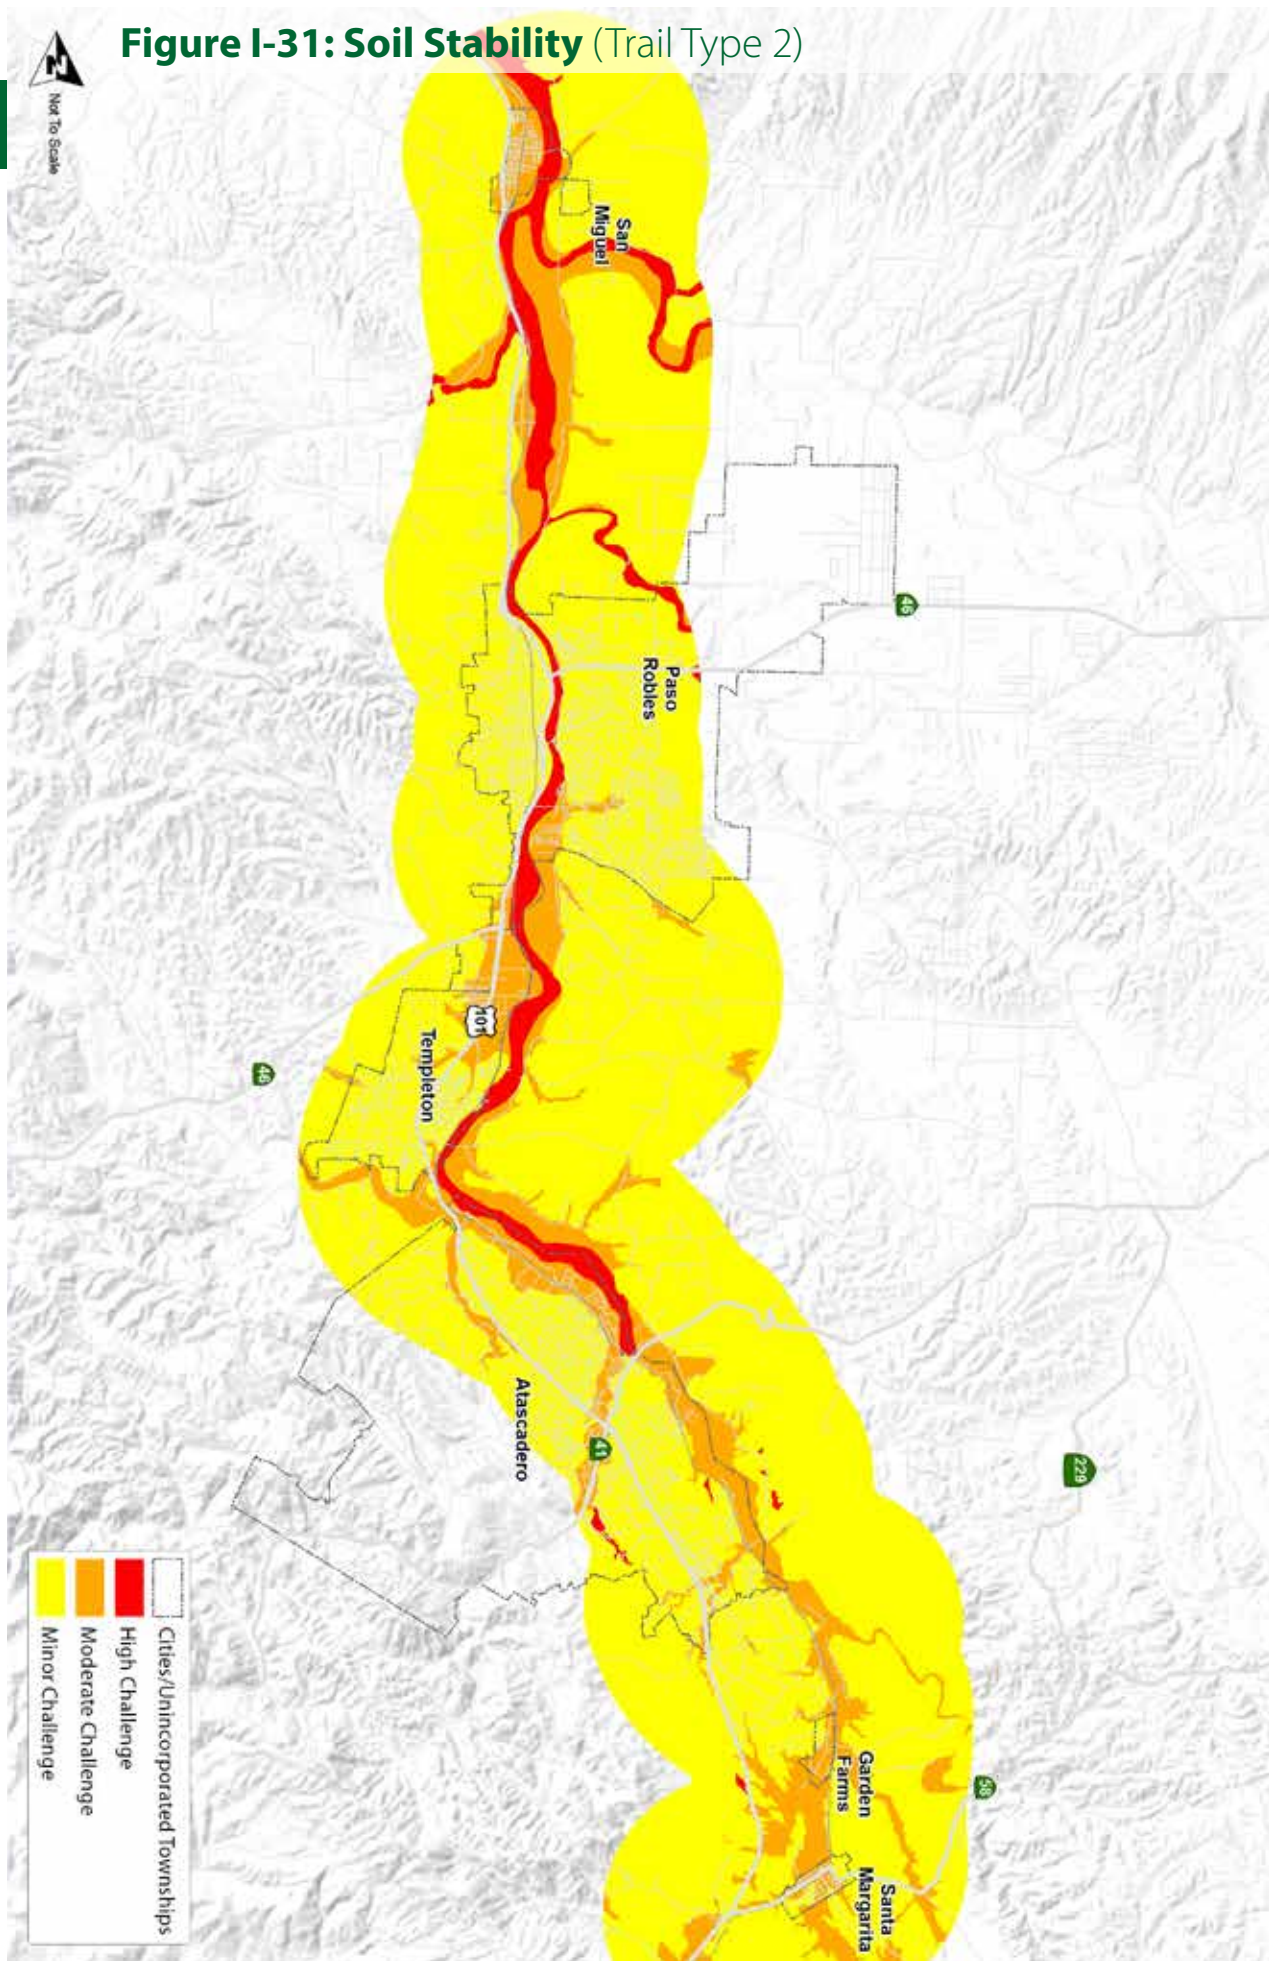 Figure I-31: Soil Stability (Trail Type 2)
N
Not To Scale
San
Miguel
46
Paso
Robles
101
Templeton
46
Atascadero
41
229
Garden
Farms
58
Santa
Margarita
Cities/Unincorporated Townships
High Challenge
Moderate Challenge
Minor Challenge